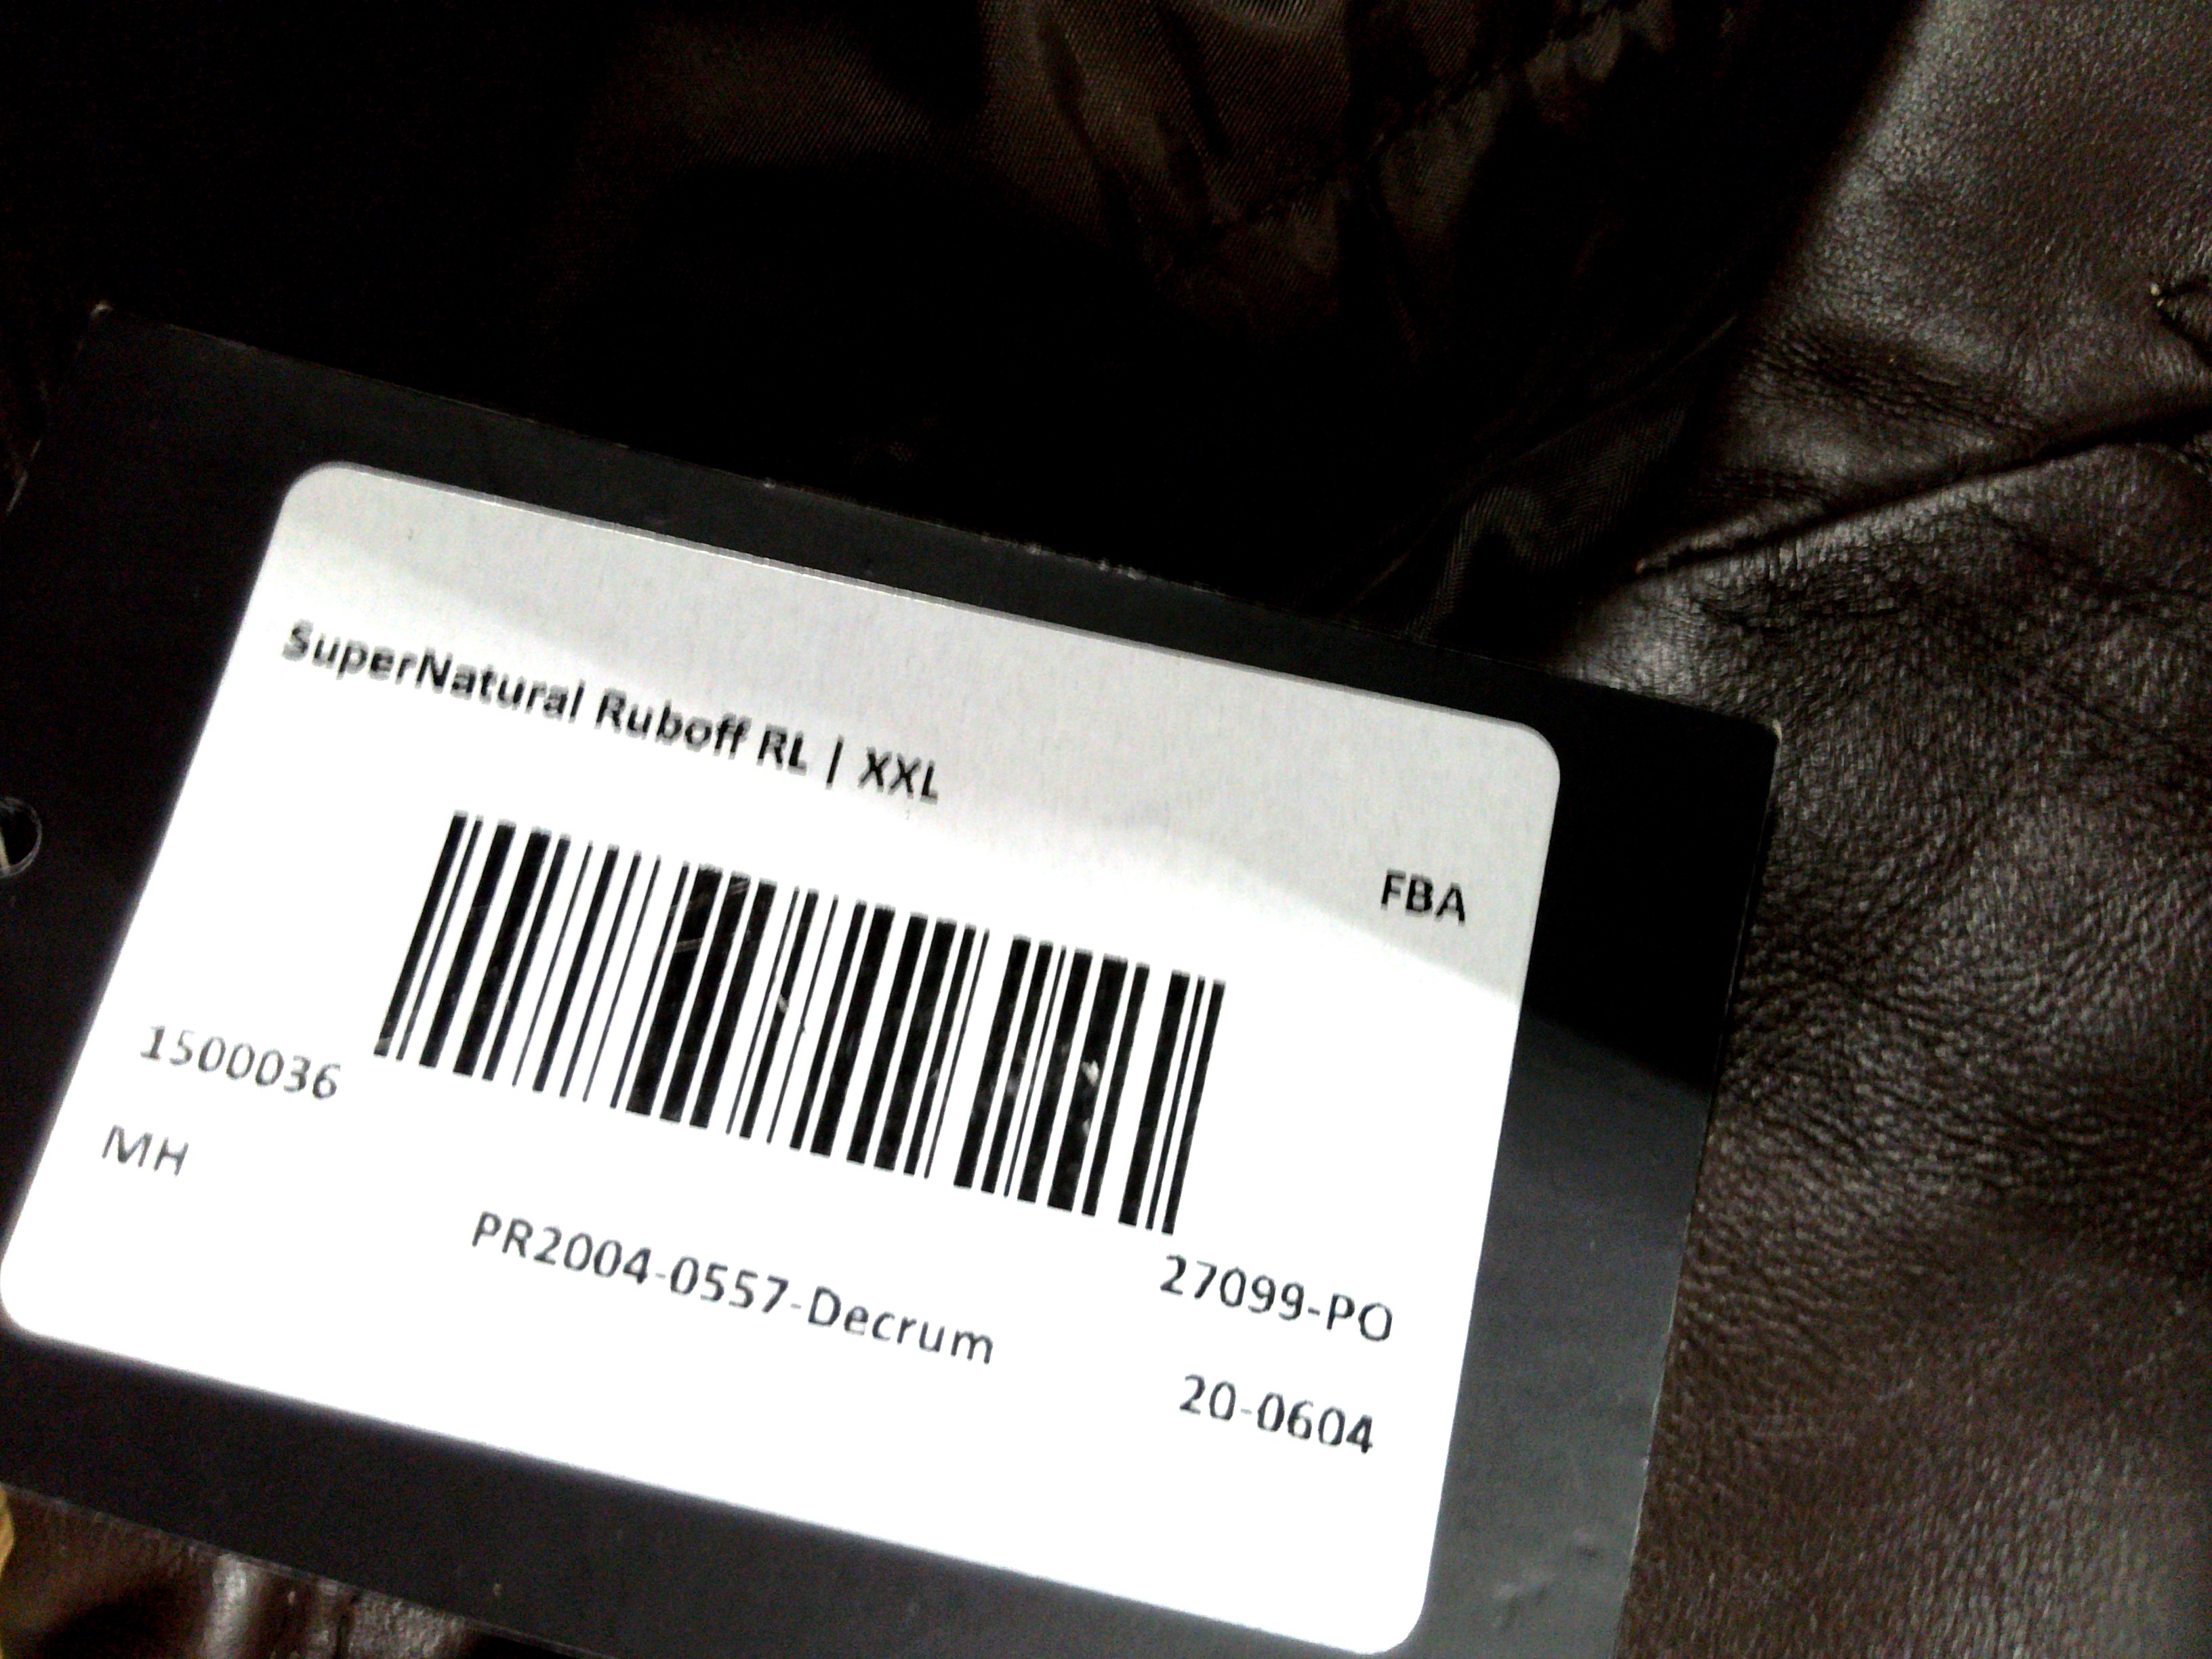 SuperNatural Ruboff RL | XXL
FBA
1500036
MH
27099-PO
PR2004-0557-Decrum
20-0604